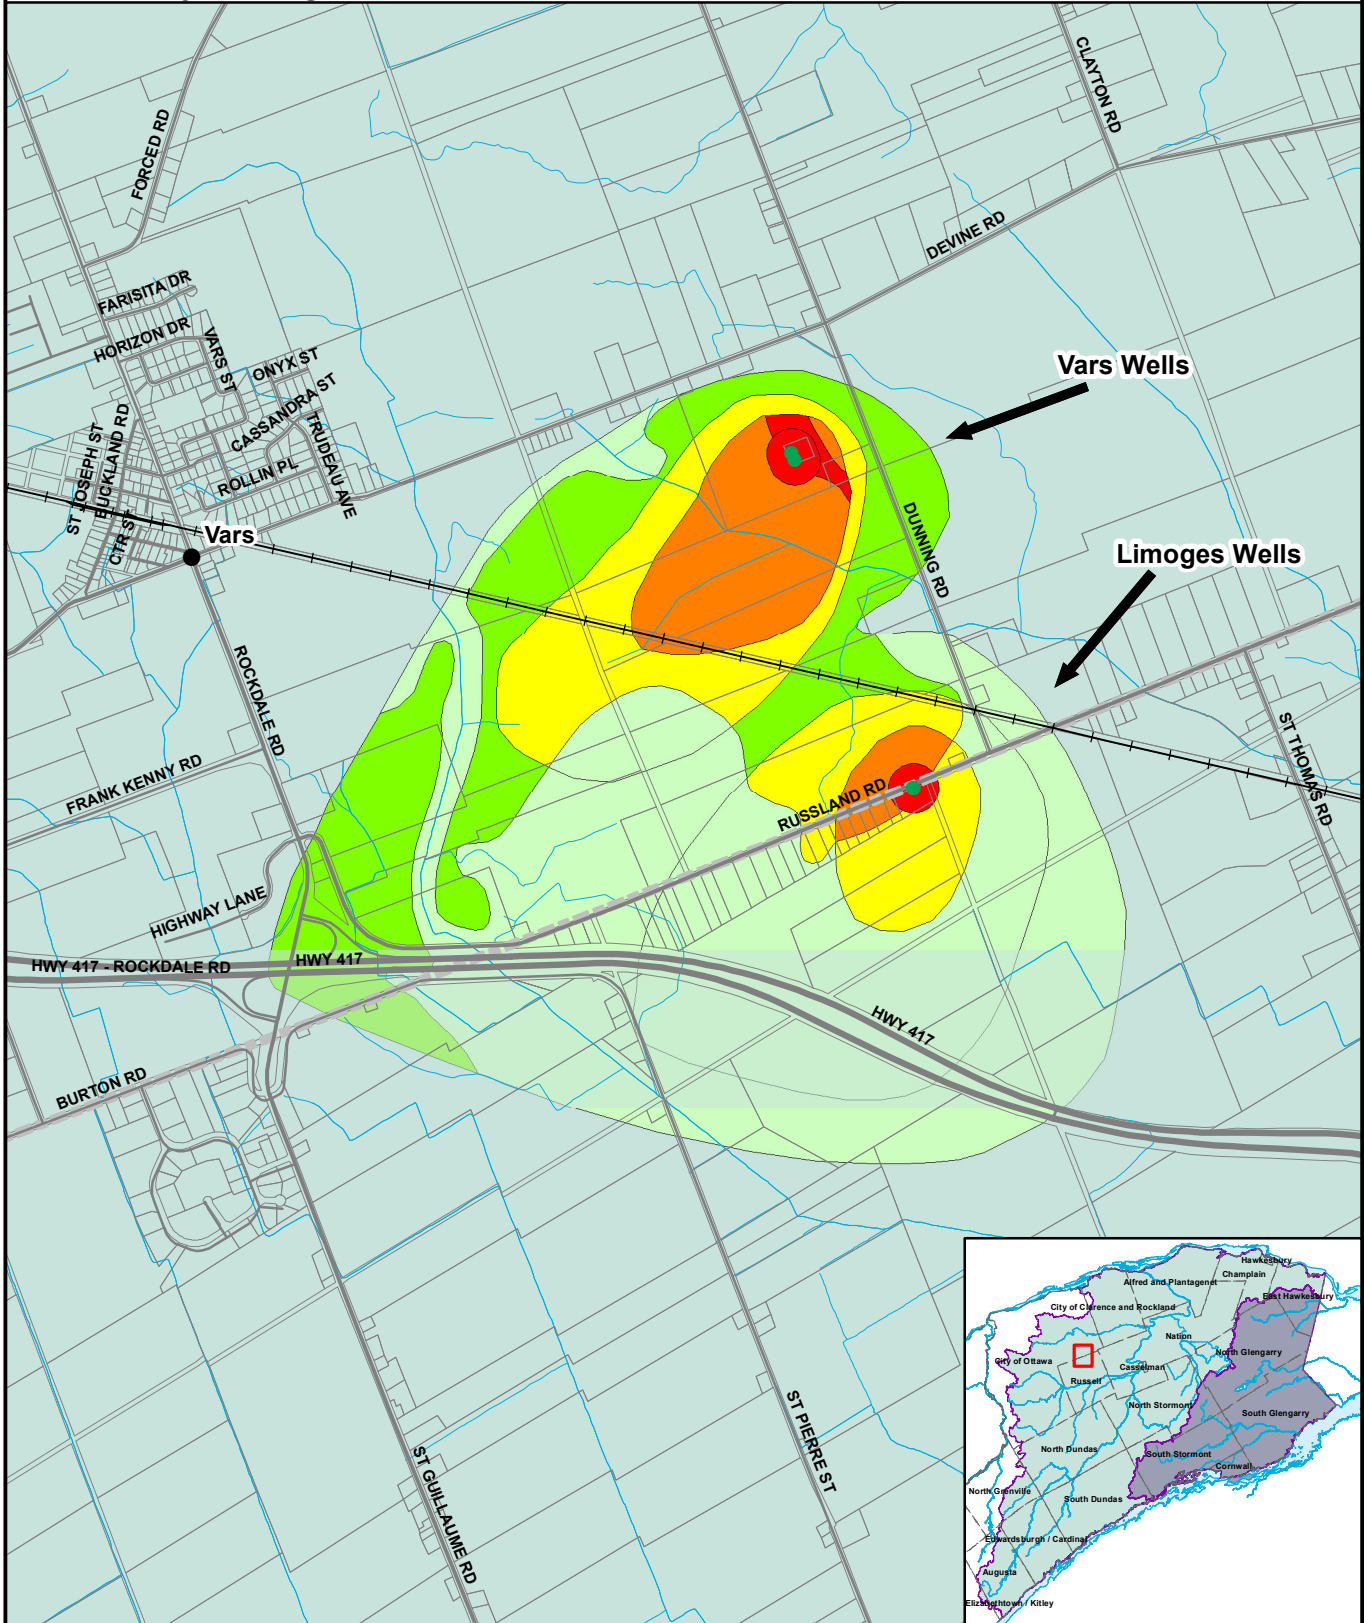 CLAYTON RD
FORCED RD
DEVINE RD
FARISITA DR
HORIZON DR
VARS ST
ONYX ST
CASSANDRA ST
TRUDEAU AVE
ROLLIN PL
ST JOSEPH ST
BUCKLAND RD
CTR ST
Vars Wells
Vars
DUNNING RD
Limoges Wells
ROCKDALE RD
FRANK KENNY RD
ST THOMAS RD
RUSSLAND RD
HIGHWAY LANE
HWY 417 - ROCKDALE RD
HWY 417
HWY 417
BURTON RD
ST PIERRE ST
ST GUILLAUME RD
Hawkesbury
Champlain
Alfred and Plantagenet
East Hawkesbury
City of Clarence and Rockland
Nation
North Glengarry
City of Ottawa
Casselman
Russell
North Stormont
South Glengarry
North Dundas
South Stormont
Cornwall
North Grenville
South Dundas
Edwardsburgh / Cardinal
Augusta
Elizabethtown / Kitley